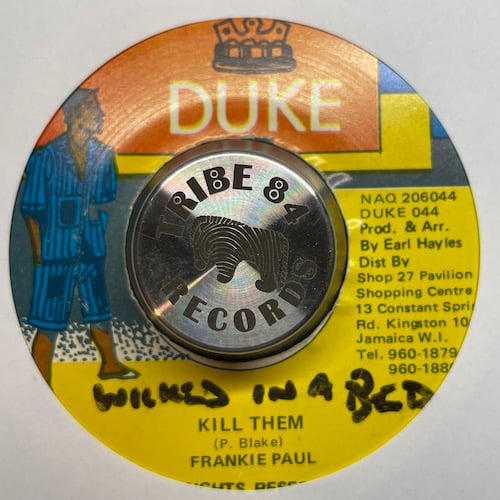 DUKE
TRIBE 84
RECORDS
NAQ 206044
DUKE 044
Prod. & Arr.
By Earl Hayles
Dist By
Shop 27 Pavilion
Shopping Centre
13 Constant Spri
Rd. Kingston 10
Jamaica W.I.
Tel. 960-1879
960-188
WICKED IN A BED
KILL THEM
(P. Blake)
FRANKIE PAUL